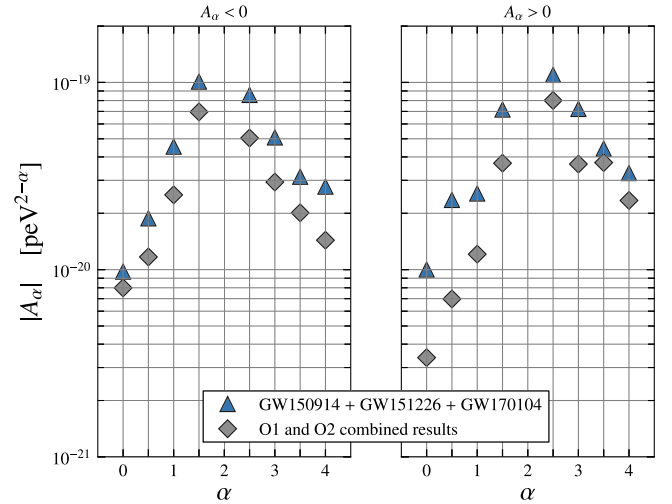 A_α < 0
A_α > 0
|A_α| [peV^{2−α}]
10^{−19}
10^{−20}
10^{−21}
GW150914 + GW151226 + GW170104
O1 and O2 combined results
0 1 2 3 4
0 1 2 3 4
α
α